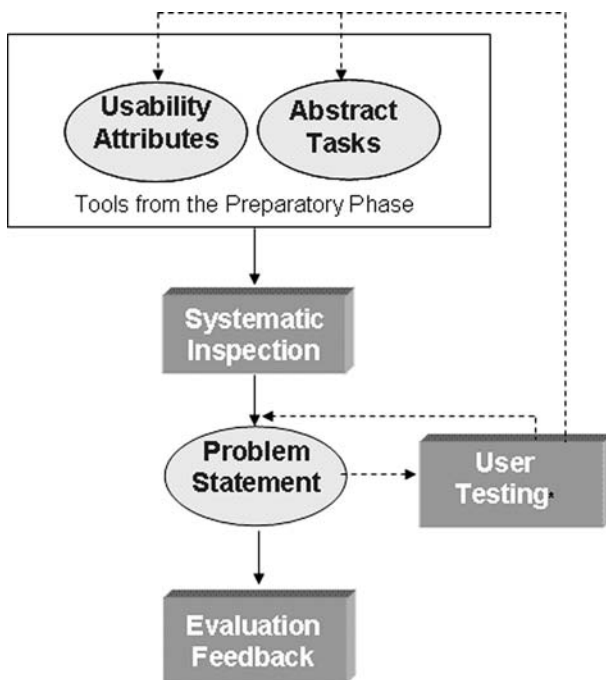 Usability
Attributes
Abstract
Tasks
Tools from the Preparatory Phase
Systematic
Inspection
Problem
Statement
User
Testing*
Evaluation
Feedback